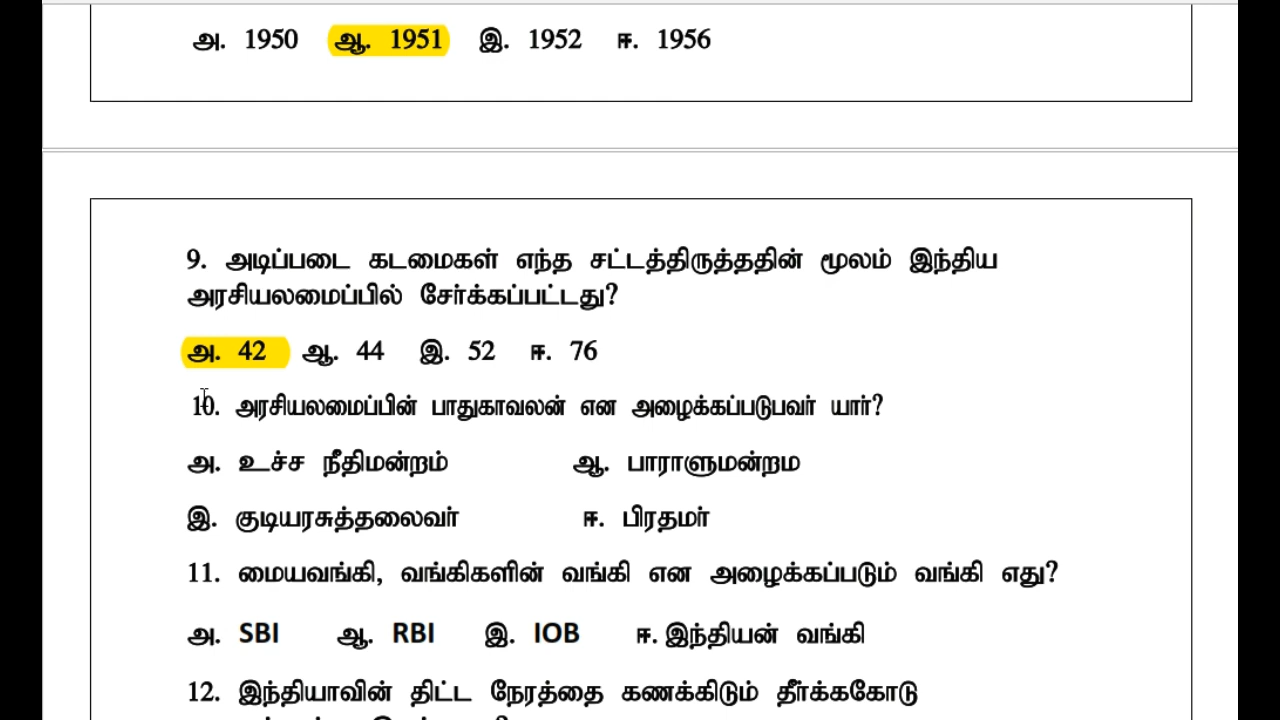 அ. 1950 ஆ. 1951 இ. 1952 ஈ. 1956
9. அடிப்படை கடமைகள் எந்த சட்டத்திருத்ததின் மூலம் இந்திய
அரசியலமைப்பில் சேர்க்கப்பட்டது?
அ. 42 ஆ. 44 இ. 52 ஈ. 76
10. அரசியலமைப்பின் பாதுகாவலன் என அழைக்கப்படுபவர் யார்?
அ. உச்ச நீதிமன்றம் ஆ. பாராளுமன்றம
இ. குடியரசுத்தலைவர் ஈ. பிரதமர்
11. மையவங்கி, வங்கிகளின் வங்கி என அழைக்கப்படும் வங்கி எது?
அ. SBI ஆ. RBI இ. IOB ஈ. இந்தியன் வங்கி
12. இந்தியாவின் திட்ட நேரத்தை கணக்கிடும் தீர்க்ககோடு